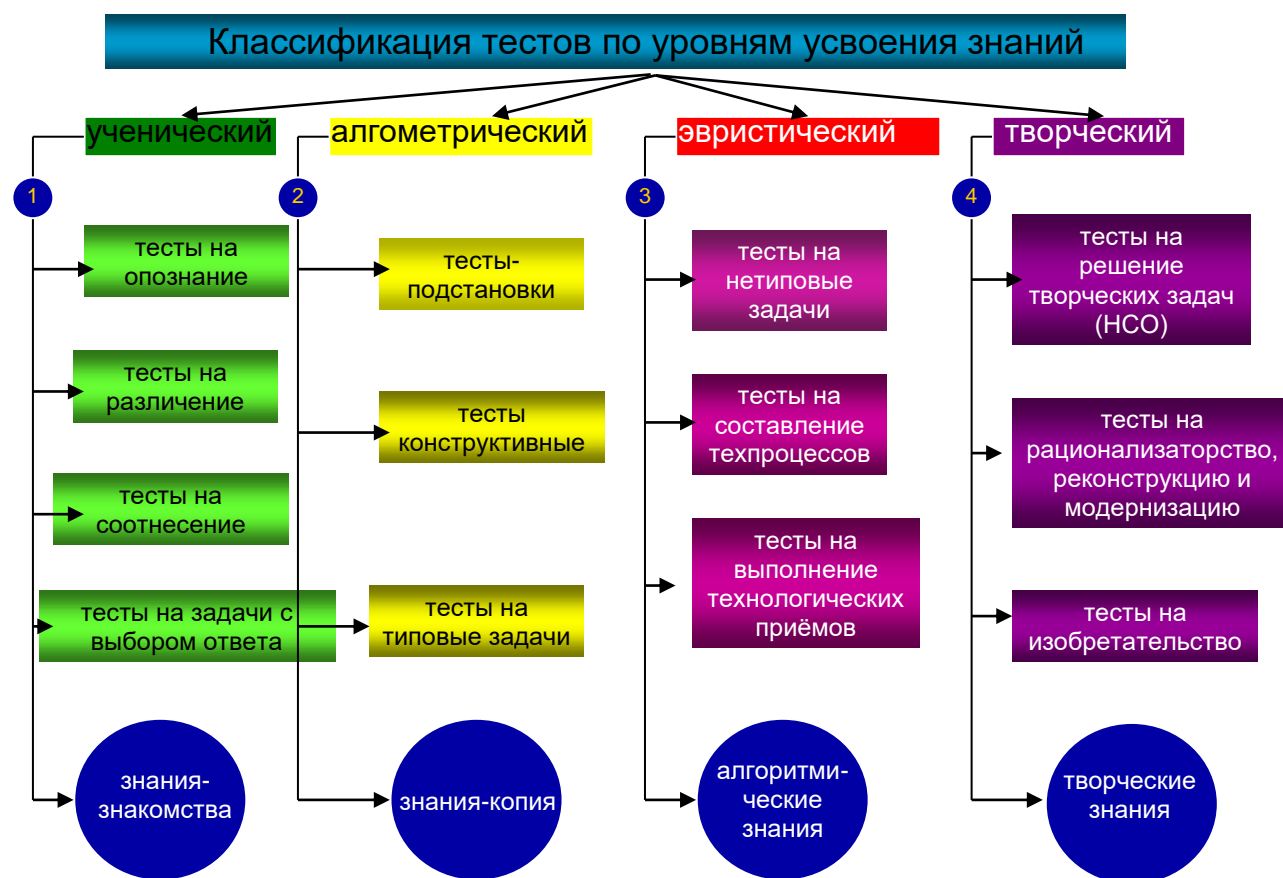 Классификация тестов по уровням усвоения знаний
ученический
1
тесты на
опознание
тесты на
различение
тесты на
соотнесение
тесты на задачи с
выбором ответа
знания-
знакомства
алгометрический
2
тесты-
подстановки
тесты
конструктивные
тесты на
типовые задачи
знания-копия
эвристический
3
тесты на
нетиповые
задачи
тесты на
составление
техпроцессов
тесты на
выполнение
технологических
приёмов
алгоритми-
ческие
знания
творческий
4
тесты на
решение
творческих задач
(НСО)
тесты на
рационализаторство,
реконструкцию и
модернизацию
тесты на
изобретательство
творческие
знания